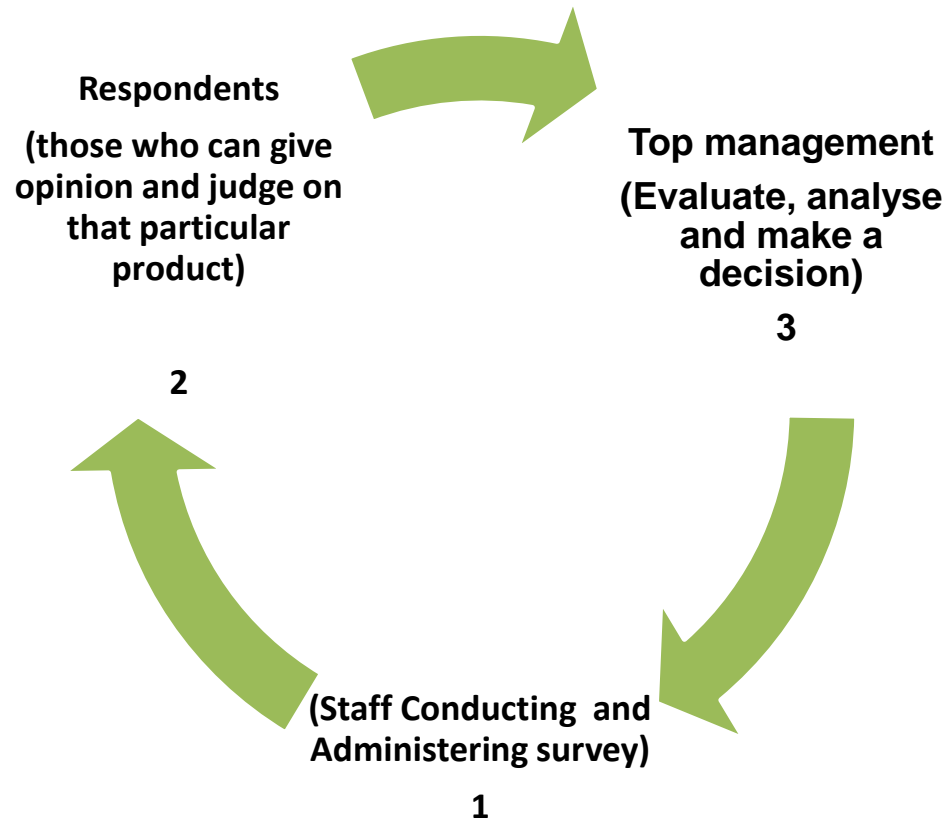 Respondents
(those who can give
opinion and judge on
that particular
product)
2
Top management
(Evaluate, analyse
and make a
decision)
3
(Staff Conducting and
Administering survey)
1